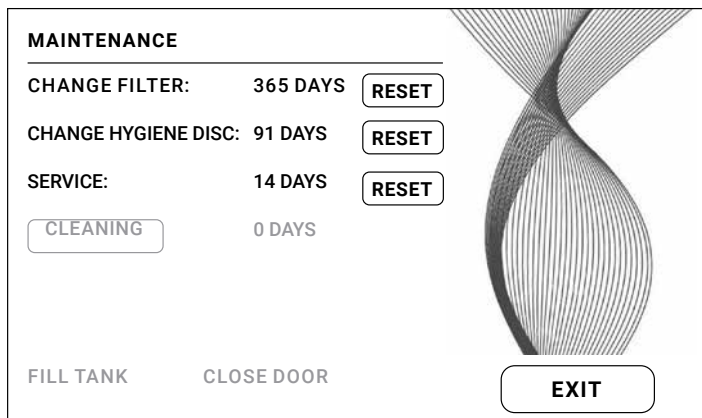 MAINTENANCE
CHANGE FILTER: 365 DAYS RESET
CHANGE HYGIENE DISC: 91 DAYS RESET
SERVICE: 14 DAYS RESET
CLEANING 0 DAYS
FILL TANK CLOSE DOOR EXIT